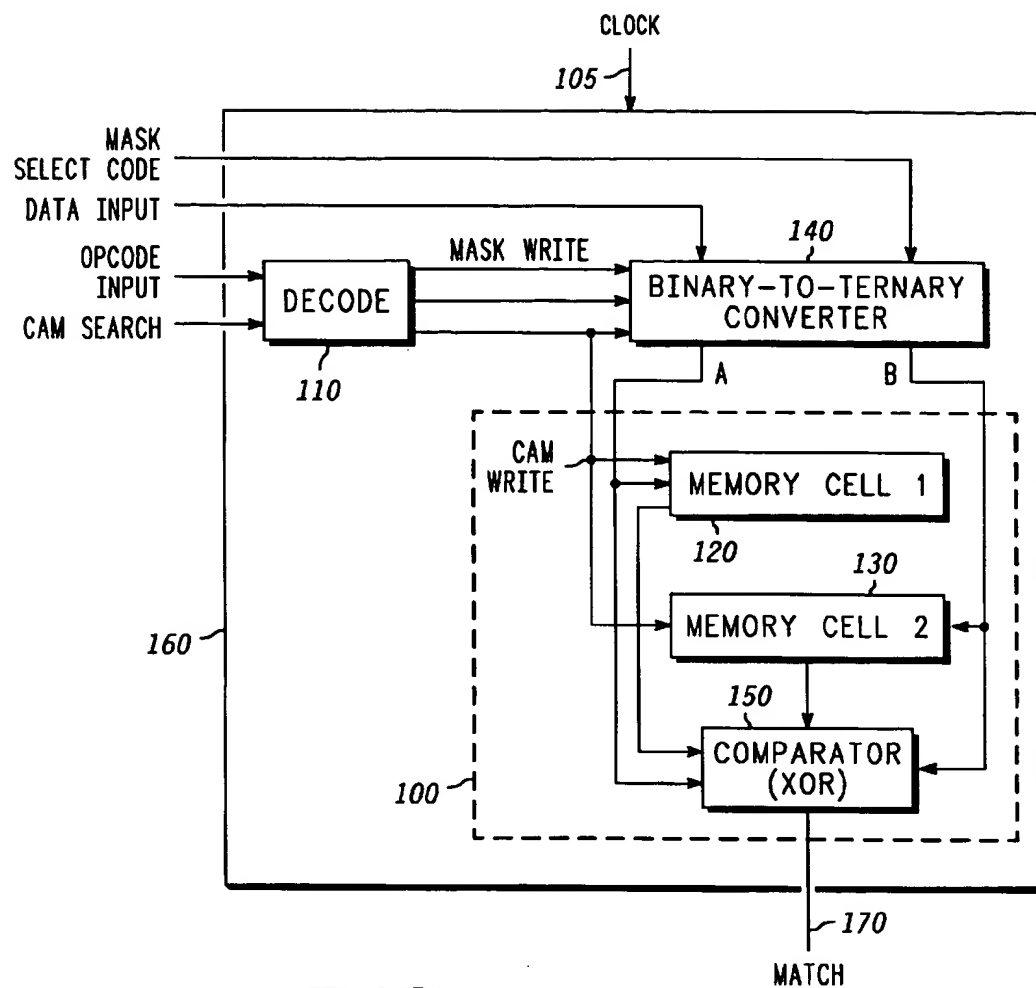 CLOCK
105
MASK
SELECT CODE
DATA INPUT
OPCODE
INPUT
CAM SEARCH
DECODE
110
MASK WRITE
140
BINARY-TO-TERNARY
CONVERTER
A
B
CAM
WRITE
MEMORY CELL 1
120
130
MEMORY CELL 2
160
150
COMPARATOR
(XOR)
100
170
MATCH